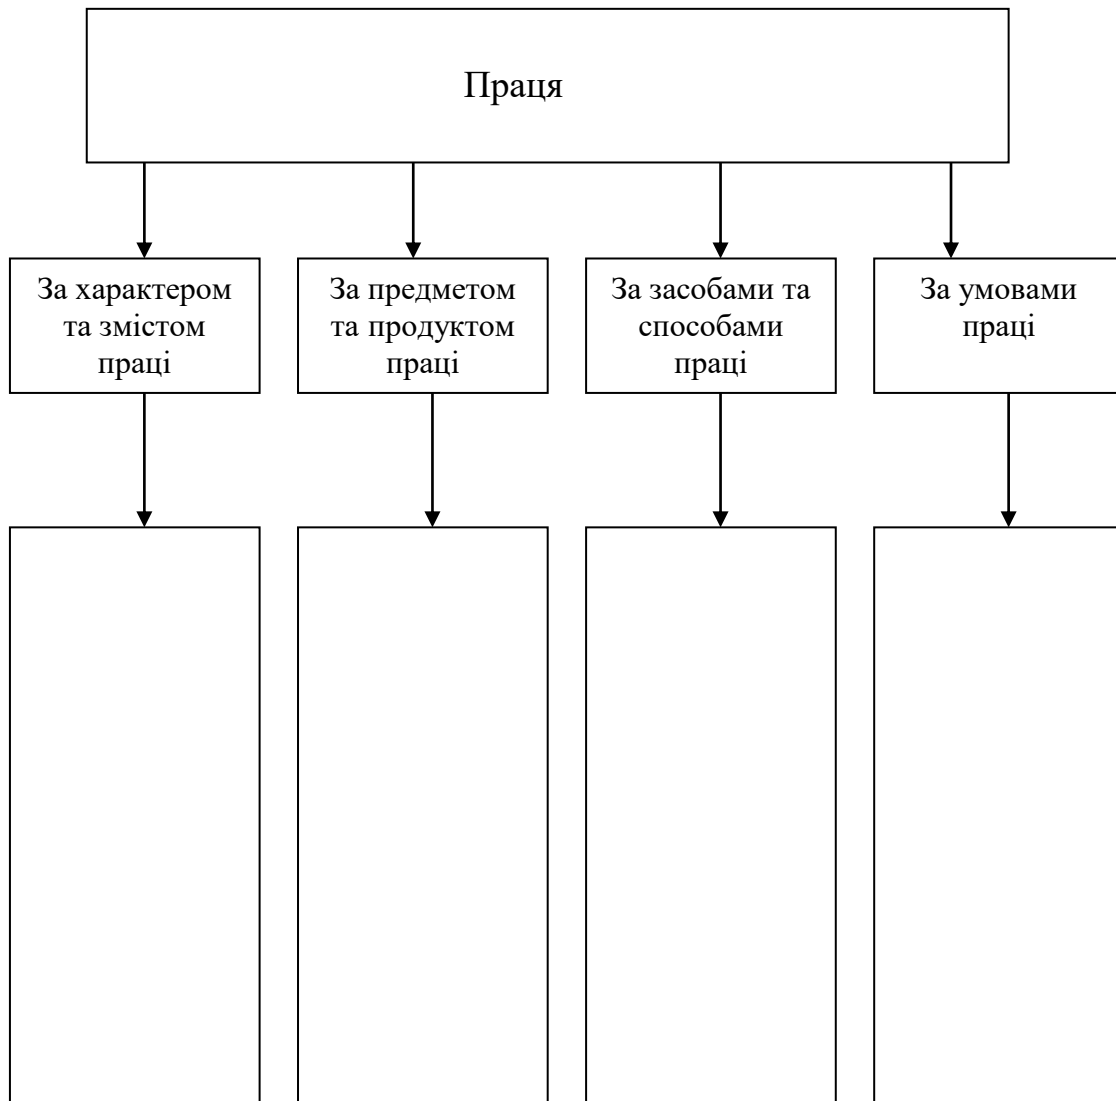 Праця
За характером
та змістом
праці
За предметом
та продуктом
праці
За засобами та
способами
праці
За умовами
праці